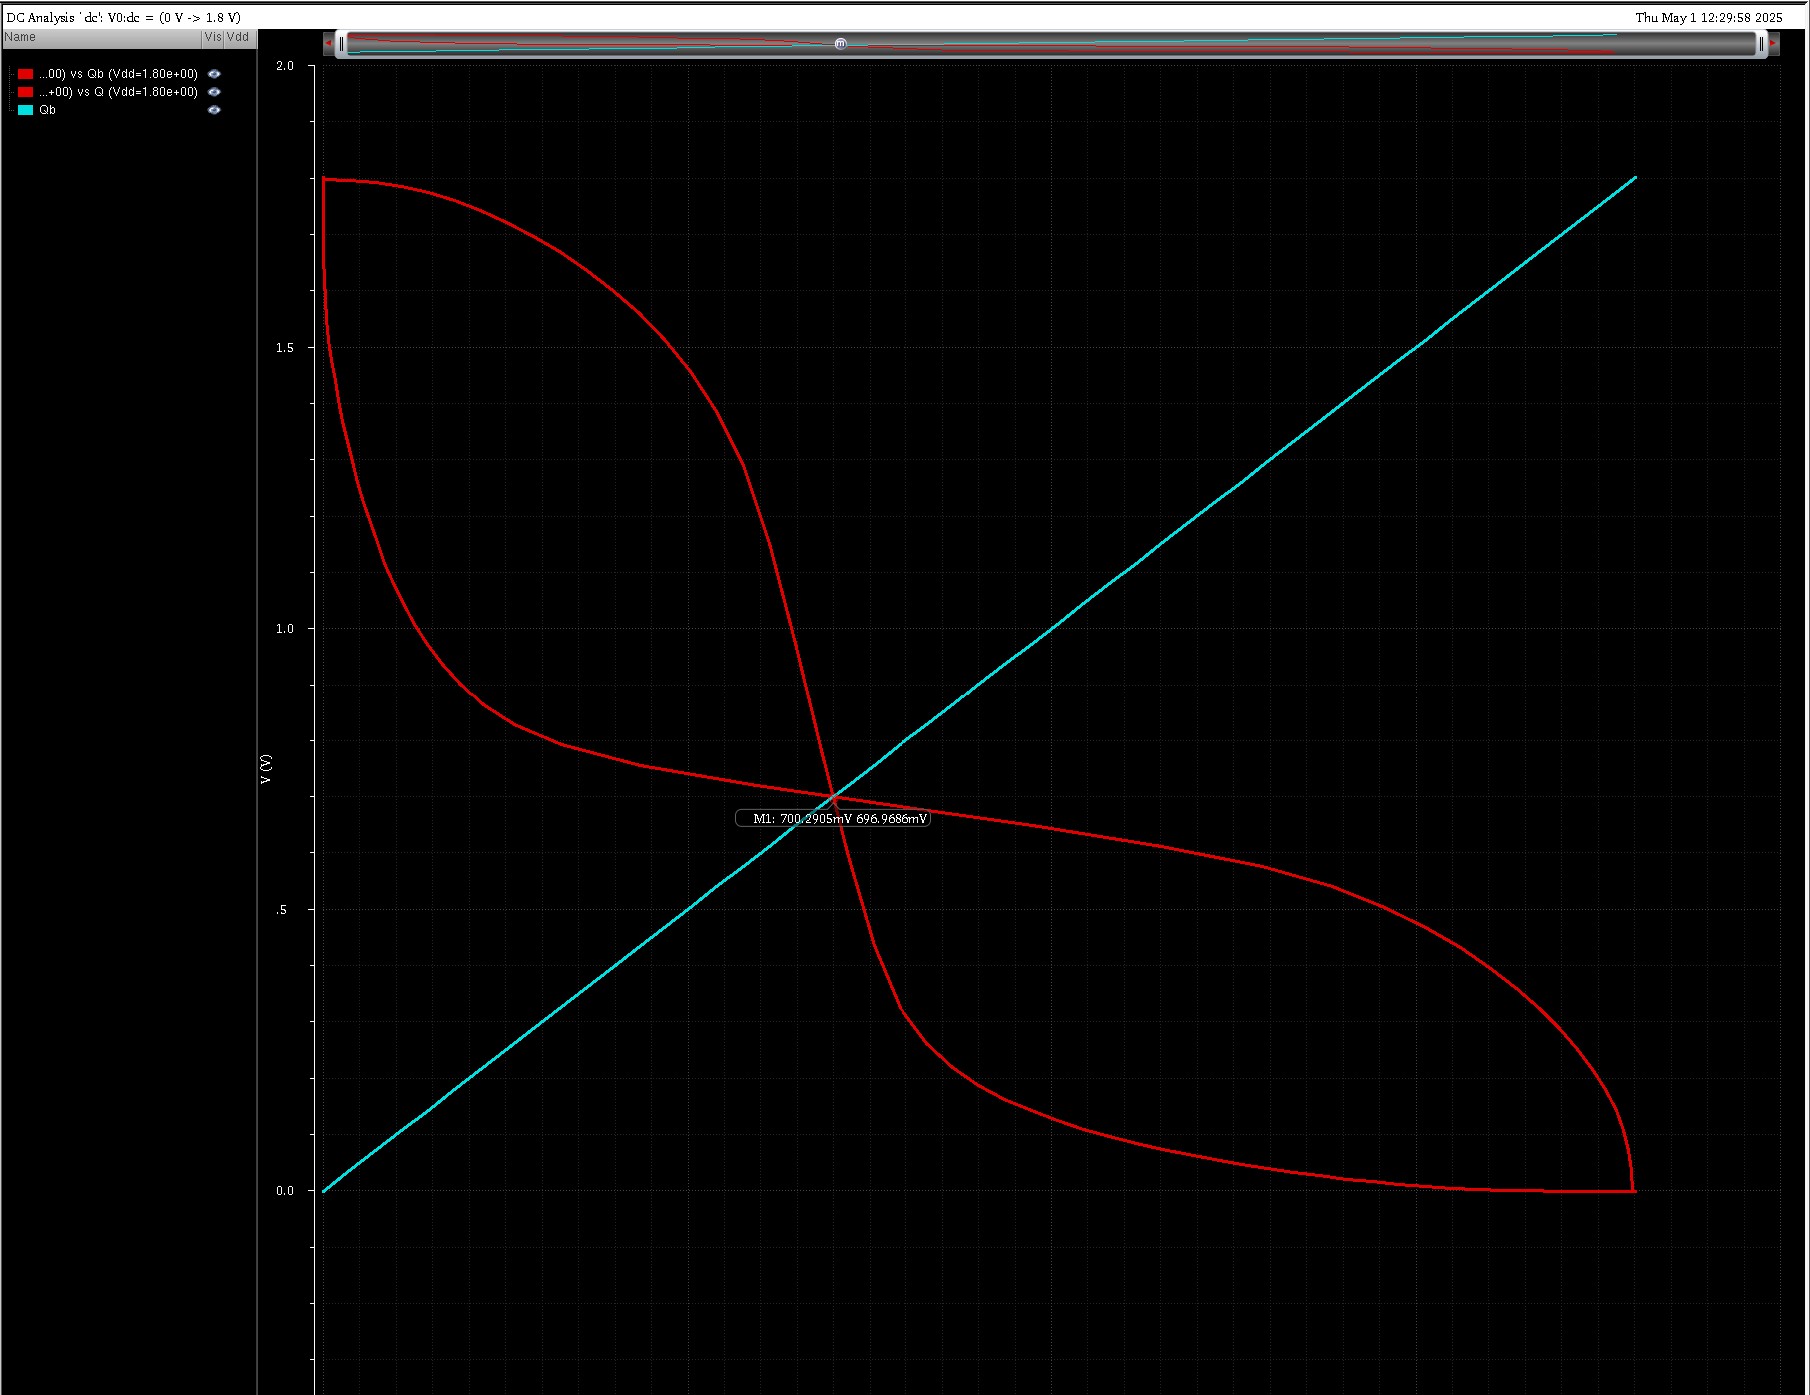 DC Analysis `dc': V0:dc = (0 V -> 1.8 V)
Thu May 1 12:29:58 2025
Name Vis Vdd
...00) vs Qb (Vdd=1.80e+00)
...+00) vs Q (Vdd=1.80e+00)
Qb
2.0
1.5
1.0
V (V)
M1: 700.2905mV 696.9686mV
.5
0.0